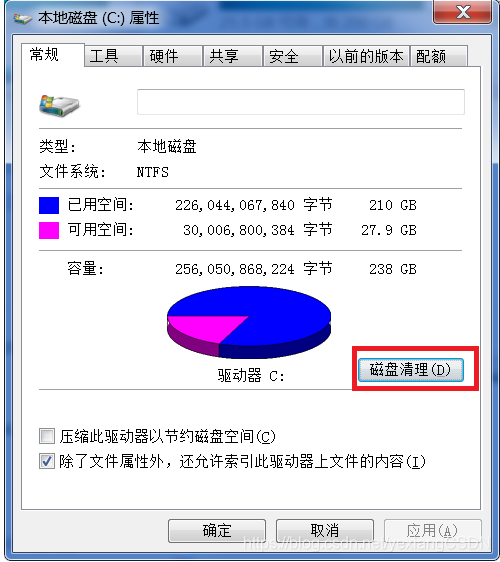 本地磁盘 (C:) 属性
常规 工具 硬件 共享 安全 以前的版本 配额
类型: 本地磁盘
文件系统: NTFS
已用空间: 226,044,067,840 字节 210 GB
可用空间: 30,006,800,384 字节 27.9 GB
容量: 256,050,868,224 字节 238 GB
驱动器 C:
磁盘清理(D)
压缩此驱动器以节约磁盘空间(C)
除了文件属性外，还允许索引此驱动器上文件的内容(I)
确定 取消 应用(A)